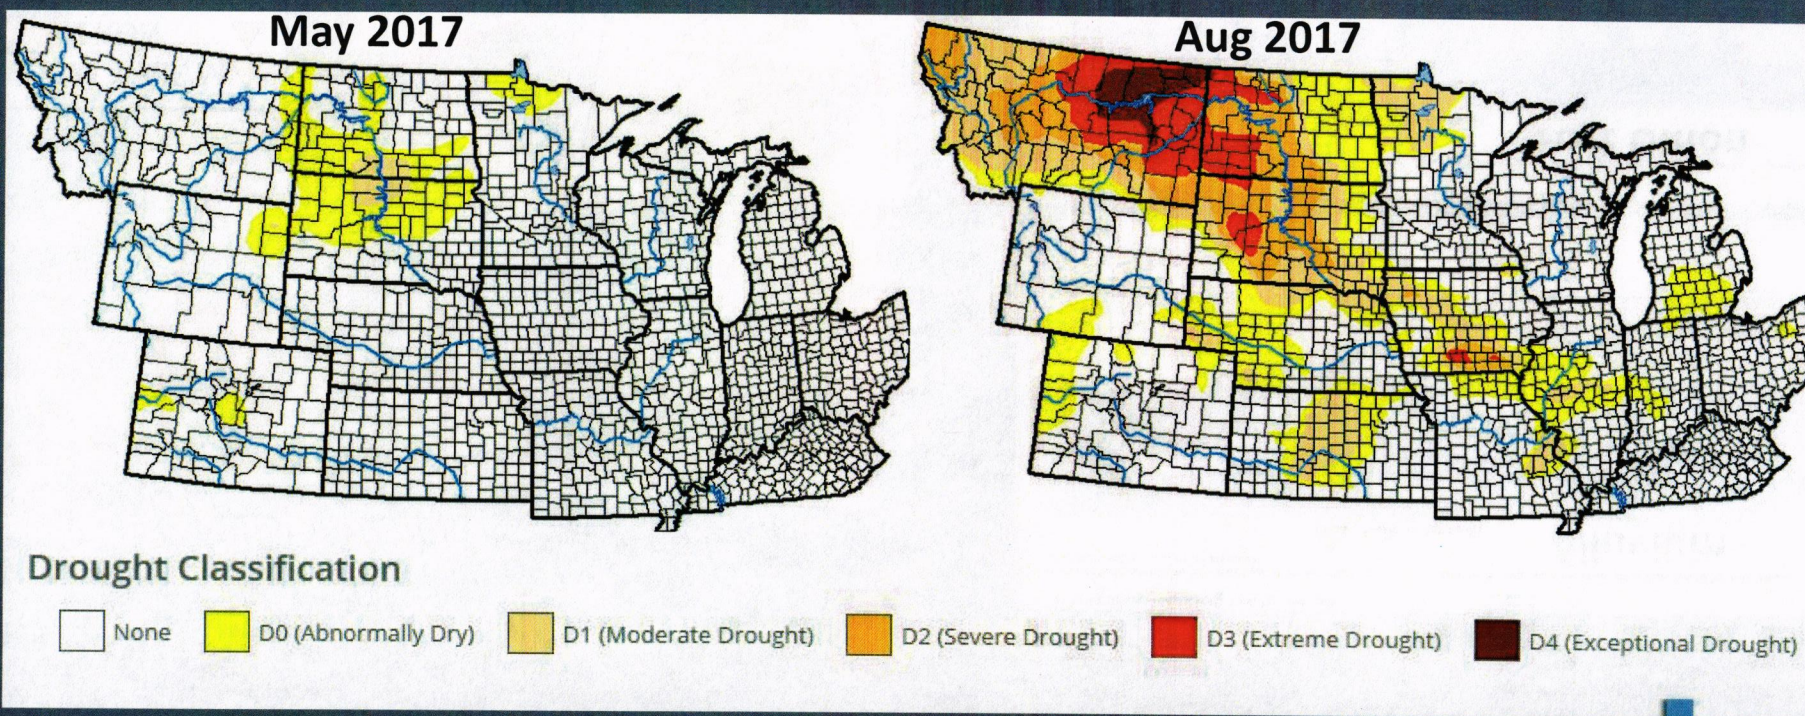 May 2017
Aug 2017
Drought Classification
None
D0 (Abnormally Dry)
D1 (Moderate Drought)
D2 (Severe Drought)
D3 (Extreme Drought)
D4 (Exceptional Drought)